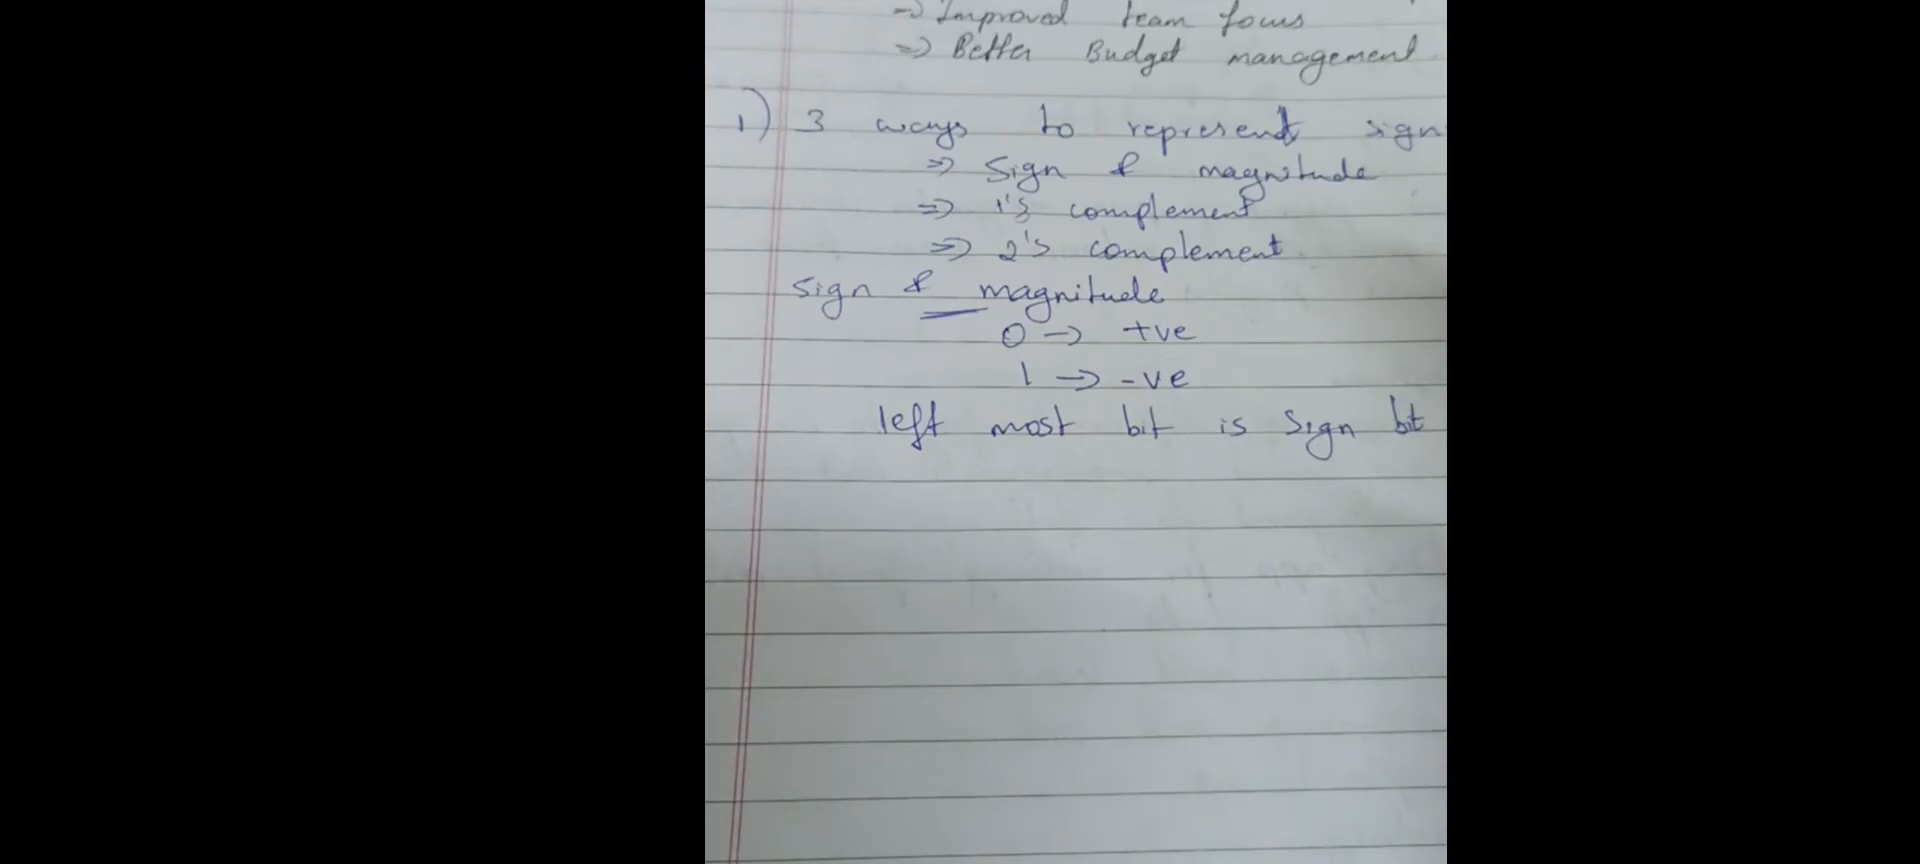 ⇒ Improved team focus
⇒ Better Budget management
1) 3 ways to represent sign
⇒ Sign & magnitude
⇒ 1's complement
⇒ 2's complement
Sign & magnitude
0 → +ve
1 → -ve
left most bit is Sign bit